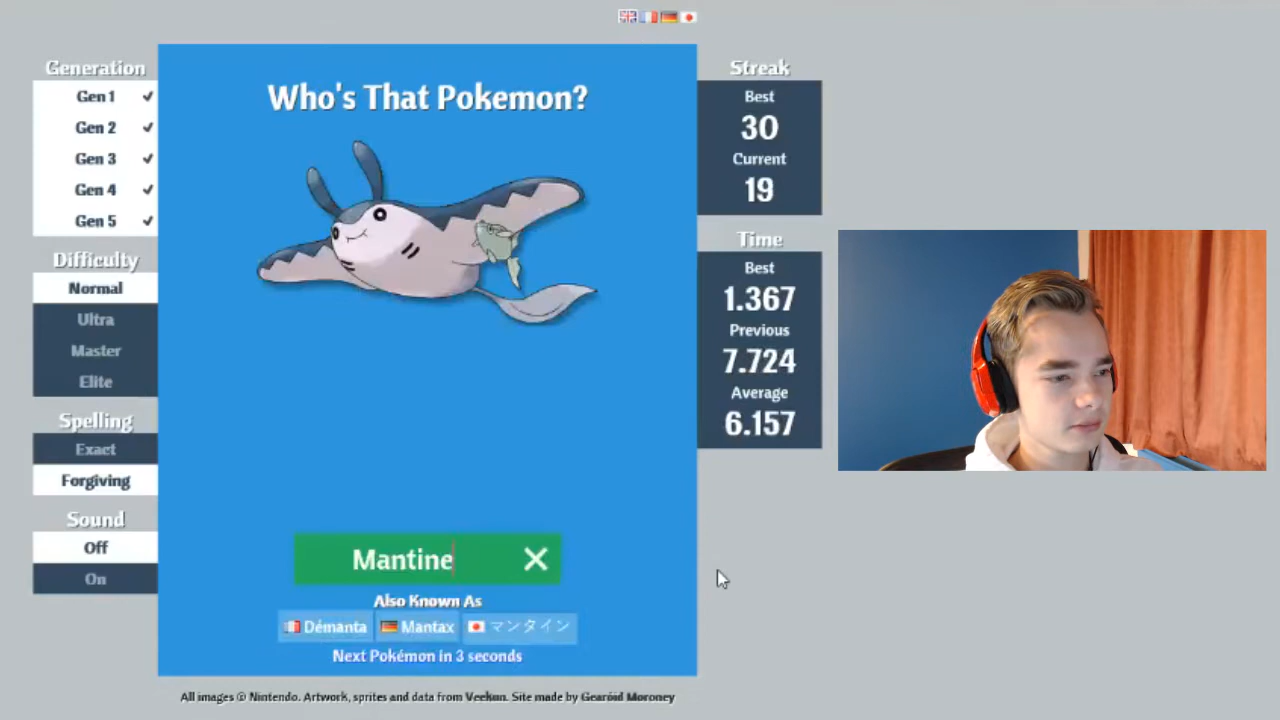 Generation
Gen 1
Gen 2
Gen 3
Gen 4
Gen 5
Difficulty
Normal
Ultra
Master
Elite
Spelling
Exact
Forgiving
Sound
Off
On
Who's That Pokemon?
Mantine
Also Known As
Démanta
Mantax
マンタイン
Next Pokémon in 3 seconds
Streak
Best
30
Current
19
Time
Best
1.367
Previous
7.724
Average
6.157
All images © Nintendo. Artwork, sprites and data from Veekun. Site made by Gearóid Moroney